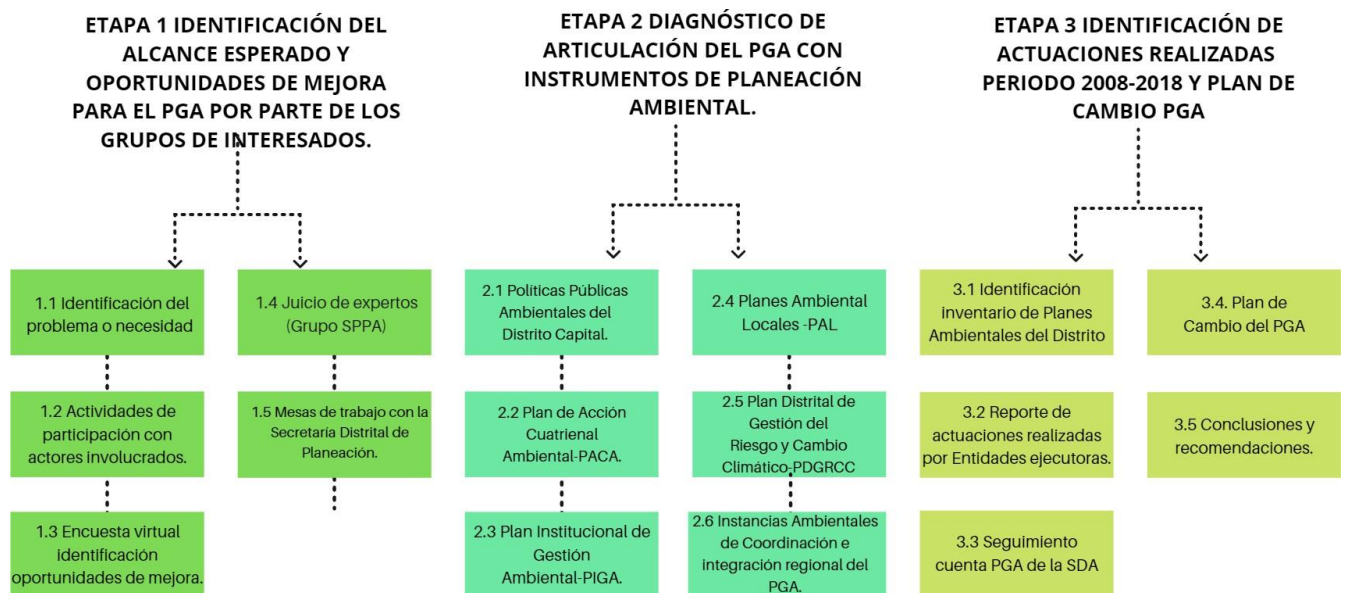 ETAPA 1 IDENTIFICACIÓN DEL
ALCANCE ESPERADO Y
OPORTUNIDADES DE MEJORA
PARA EL PGA POR PARTE DE LOS
GRUPOS DE INTERESADOS.
1.1 Identificación del
problema o necesidad
1.2 Actividades de
participación con
actores involucrados.
1.3 Encuesta virtual
identificación
oportunidades de mejora.
1.4 Juicio de expertos
(Grupo SPPA)
1.5 Mesas de trabajo con la
Secretaría Distrital de
Planeación.
ETAPA 2 DIAGNÓSTICO DE
ARTICULACIÓN DEL PGA CON
INSTRUMENTOS DE PLANEACIÓN
AMBIENTAL.
2.1 Políticas Públicas
Ambientales del
Distrito Capital.
2.2 Plan de Acción
Cuatrienal
Ambiental-PACA.
2.3 Plan Institucional de
Gestión
Ambiental-PIGA.
2.4 Planes Ambiental
Locales -PAL
2.5 Plan Distrital de
Gestión del
Riesgo y Cambio
Climático-PDGRCC
2.6 Instancias Ambientales
de Coordinación e
integración regional del
PGA.
ETAPA 3 IDENTIFICACIÓN DE
ACTUACIONES REALIZADAS
PERIODO 2008-2018 Y PLAN DE
CAMBIO PGA
3.1 Identificación
inventario de Planes
Ambientales del Distrito
3.2 Reporte de
actuaciones realizadas
por Entidades ejecutoras.
3.3 Seguimiento
cuenta PGA de la SDA
3.4. Plan de
Cambio del PGA
3.5 Conclusiones y
recomendaciones.